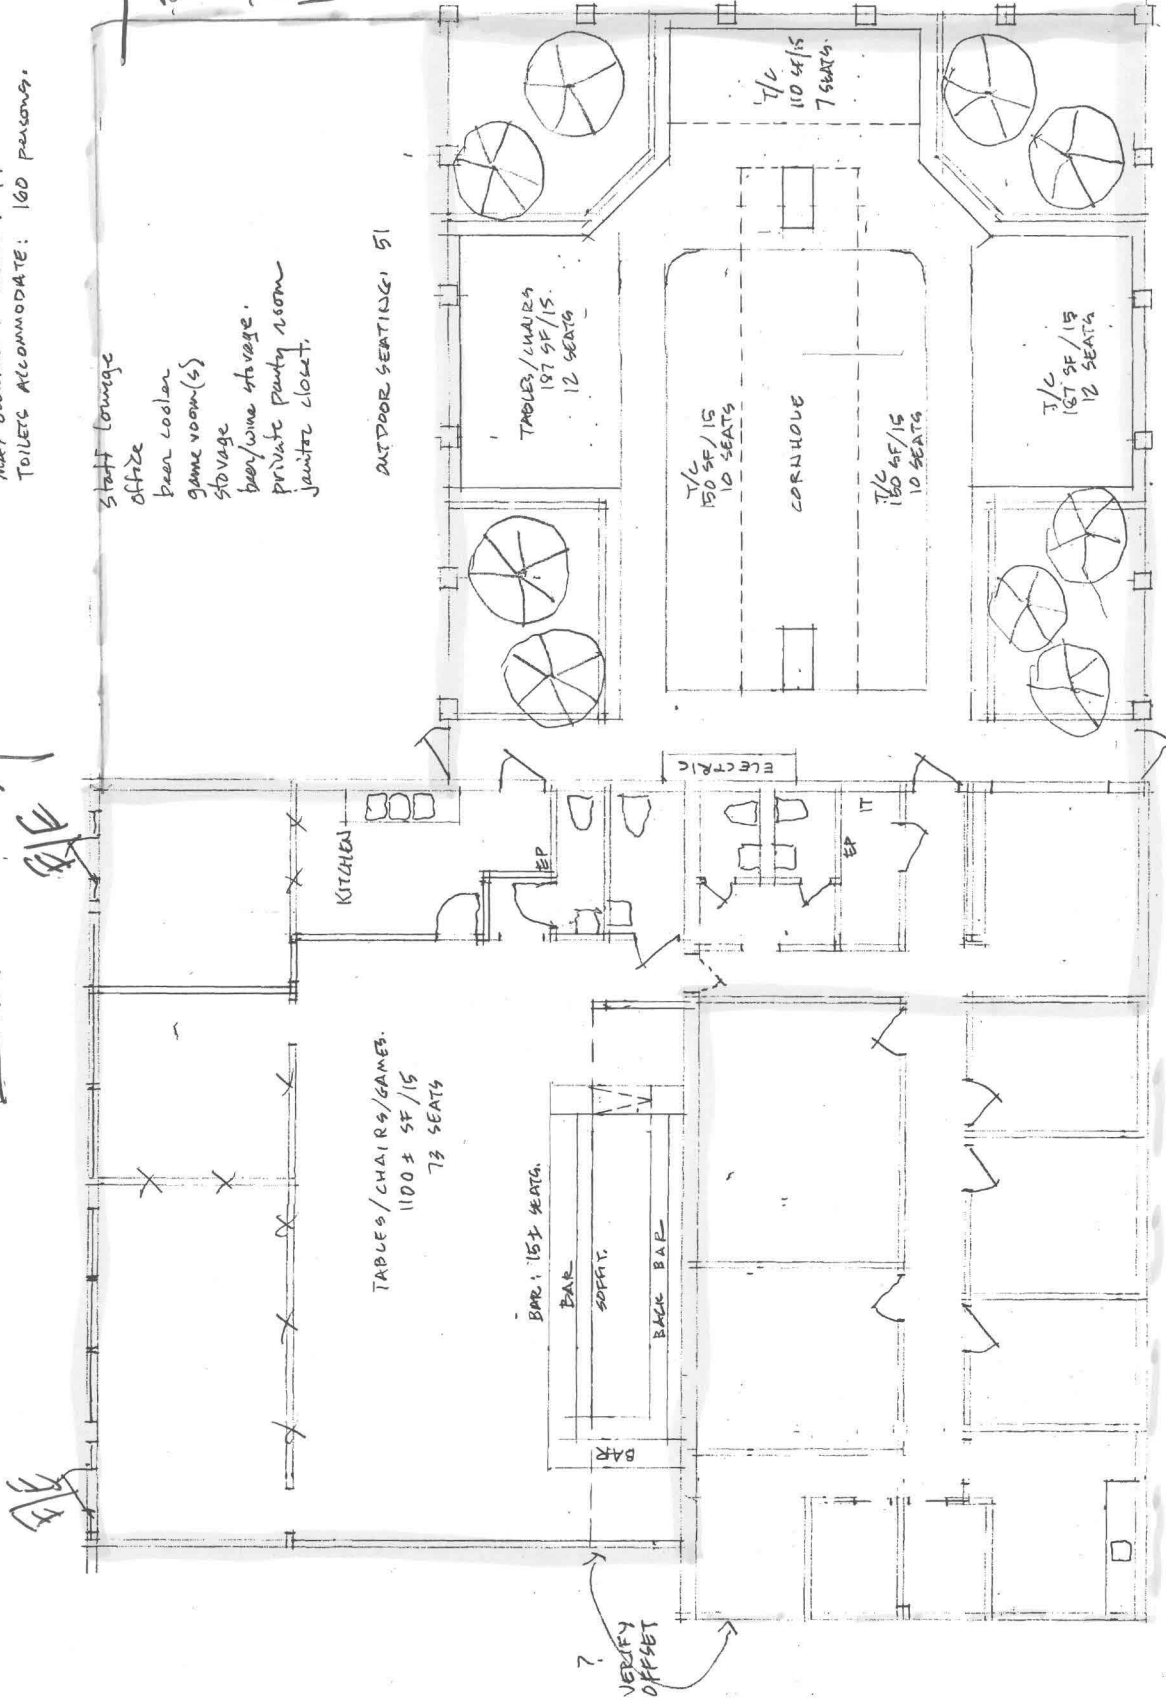 TOILETS ACCOMMODATE: 160 persons.
staff lounge
office
beer cooler
game room(s)
storage
beer/wine storage.
private party room
janitor closet.
OUTDOOR SEATING: 51
E/E
E/E
KITCHEN
EP
ELECTRIC
EP
IT
TABLES/CHAIRS
187 SF/15.
12 SEATS
T/C
110 SF/15
7 SEATS.
T/C
150 SF/15
10 SEATS
CORNHOLE
T/C
150 SF/15
10 SEATS
T/C
187 SF/15
12 SEATS
TABLES/CHAIRS/GAMES.
1100 ± SF/15
73 SEATS
BAR: 15± SEATS.
BAR
SOFFIT.
BACK BAR
BAR
?
VERIFY
OFFSET